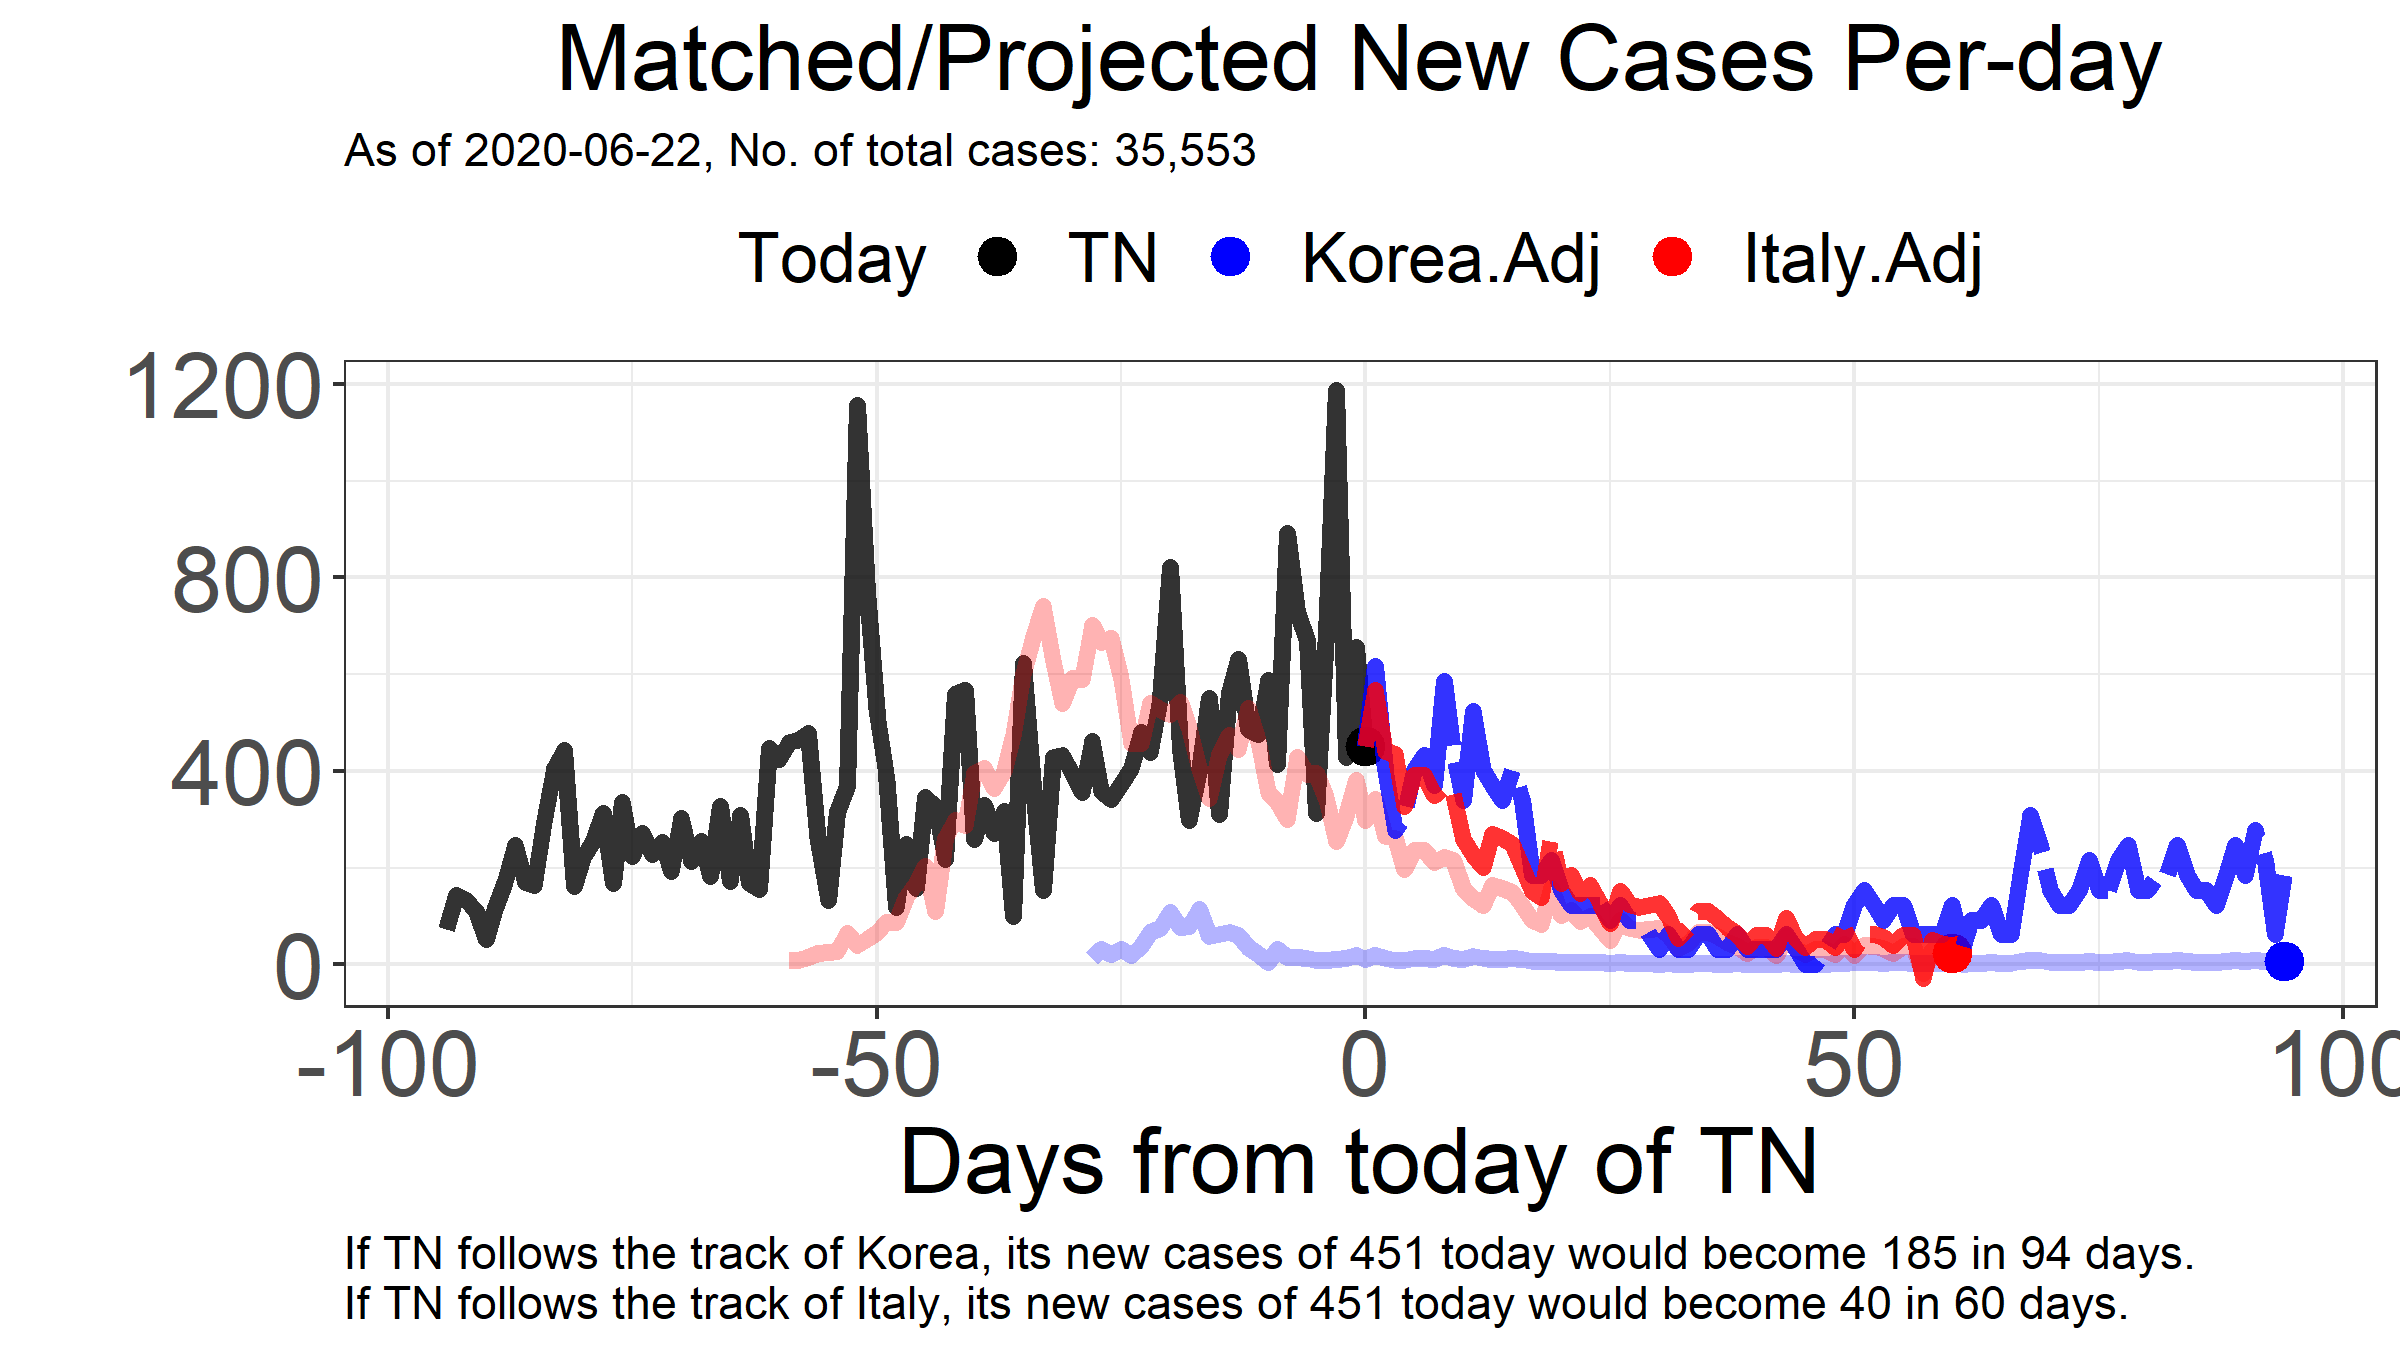 Matched/Projected New Cases Per-day
As of 2020-06-22, No. of total cases: 35,553
Today TN Korea.Adj Italy.Adj
1200
800
400
0
-100 -50 0 50 100
Days from today of TN
If TN follows the track of Korea, its new cases of 451 today would become 185 in 94 days.
If TN follows the track of Italy, its new cases of 451 today would become 40 in 60 days.